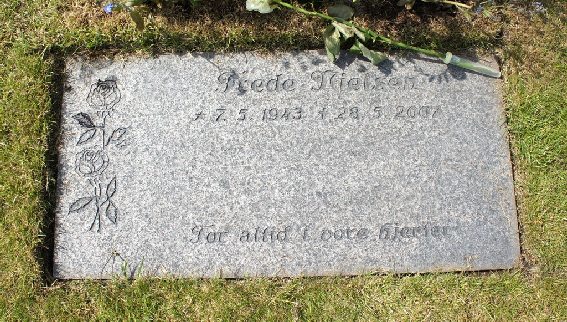 Frede Nielsen
* 7. 5. 1943 † 28. 5. 2007
For altid i vore hjerter